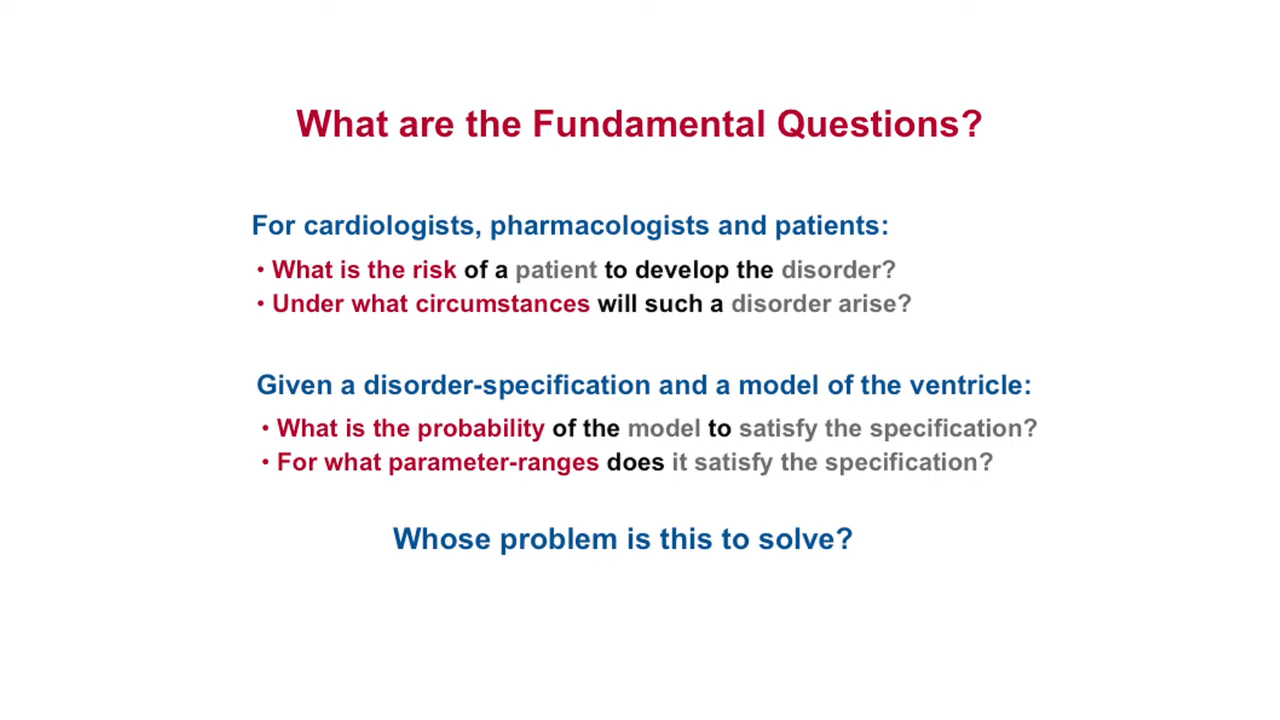 What are the Fundamental Questions?
For cardiologists, pharmacologists and patients:
• What is the risk of a patient to develop the disorder?
• Under what circumstances will such a disorder arise?
Given a disorder-specification and a model of the ventricle:
• What is the probability of the model to satisfy the specification?
• For what parameter-ranges does it satisfy the specification?
Whose problem is this to solve?